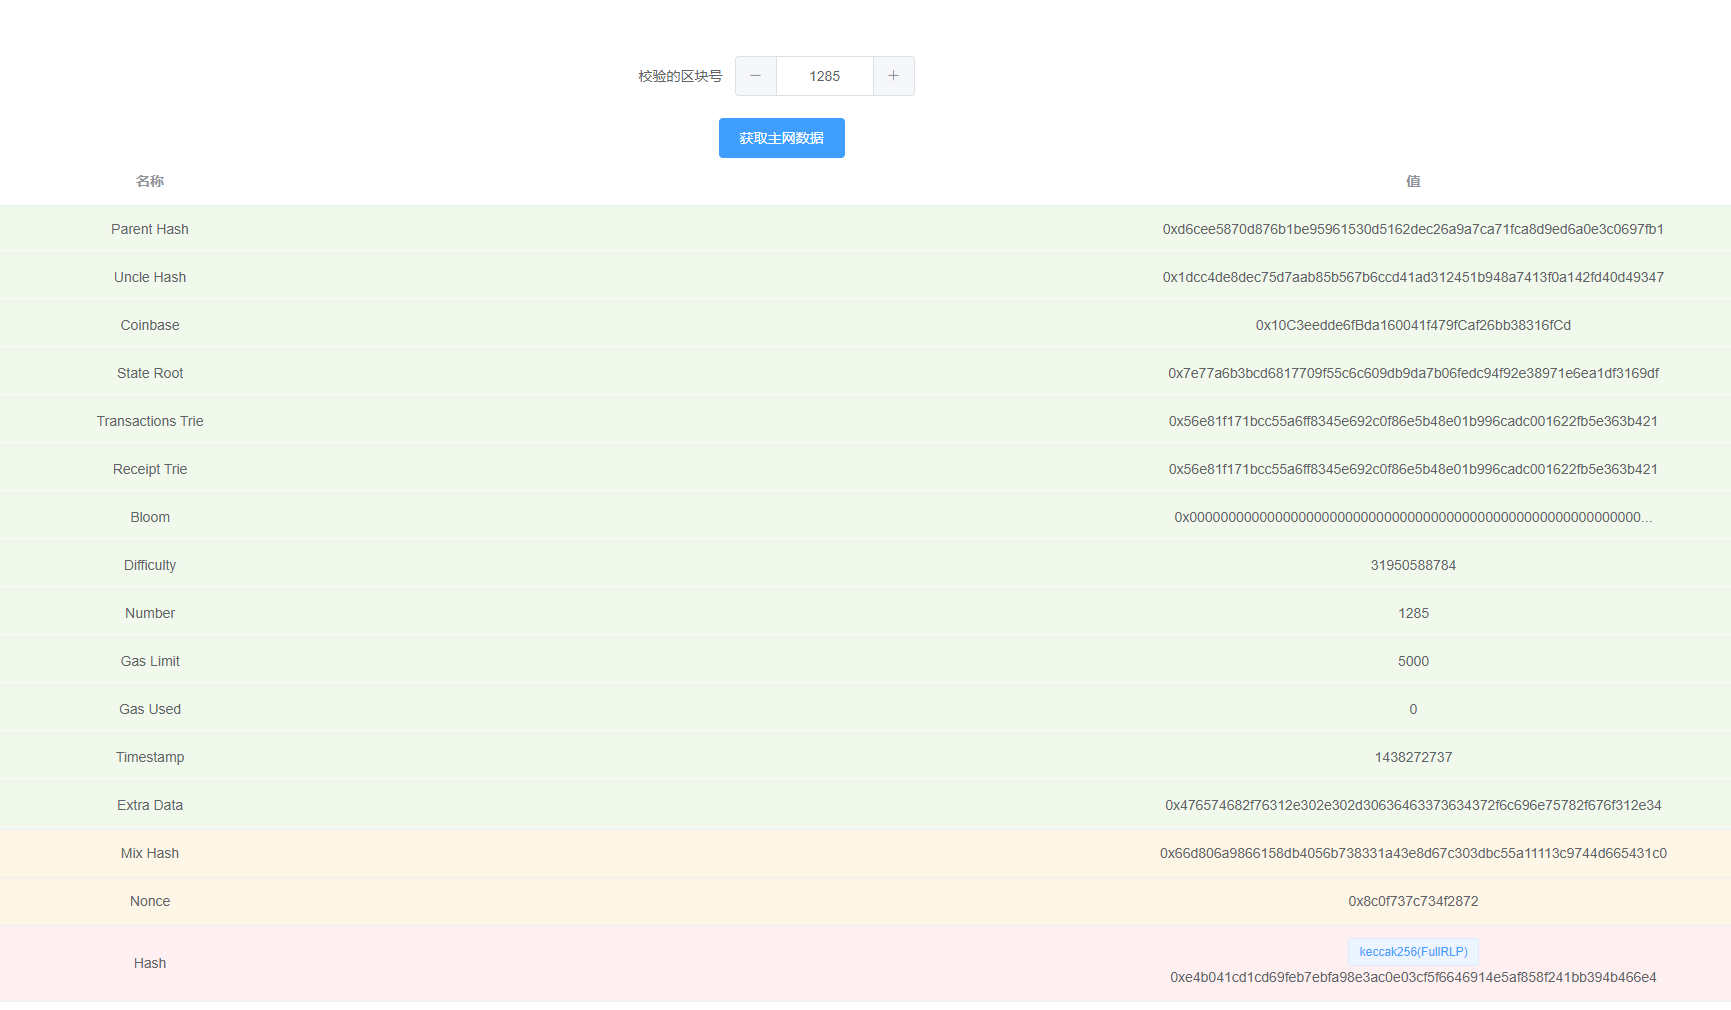 校验的区块号 − 1285 +
获取主网数据
名称 值
Parent Hash 0xd6cee5870d876b1be95961530d5162dec26a9a7ca71fca8d9ed6a0e3c0697fb1
Uncle Hash 0x1dcc4de8dec75d7aab85b567b6ccd41ad312451b948a7413f0a142fd40d49347
Coinbase 0x10C3eedde6fBda160041f479fCaf26bb38316fCd
State Root 0x7e77a6b3bcd6817709f55c6c609db9da7b06fedc94f92e38971e6ea1df3169df
Transactions Trie 0x56e81f171bcc55a6ff8345e692c0f86e5b48e01b996cadc001622fb5e363b421
Receipt Trie 0x56e81f171bcc55a6ff8345e692c0f86e5b48e01b996cadc001622fb5e363b421
Bloom 0x0000000000000000000000000000000000000000000000000000000000...
Difficulty 31950588784
Number 1285
Gas Limit 5000
Gas Used 0
Timestamp 1438272737
Extra Data 0x476574682f76312e302e302d30636463373634372f6c696e75782f676f312e34
Mix Hash 0x66d806a9866158db4056b738331a43e8d67c303dbc55a11113c9744d665431c0
Nonce 0x8c0f737c734f2872
keccak256(FullRLP)
Hash 0xe4b041cd1cd69feb7ebfa98e3ac0e03cf5f6646914e5af858f241bb394b466e4